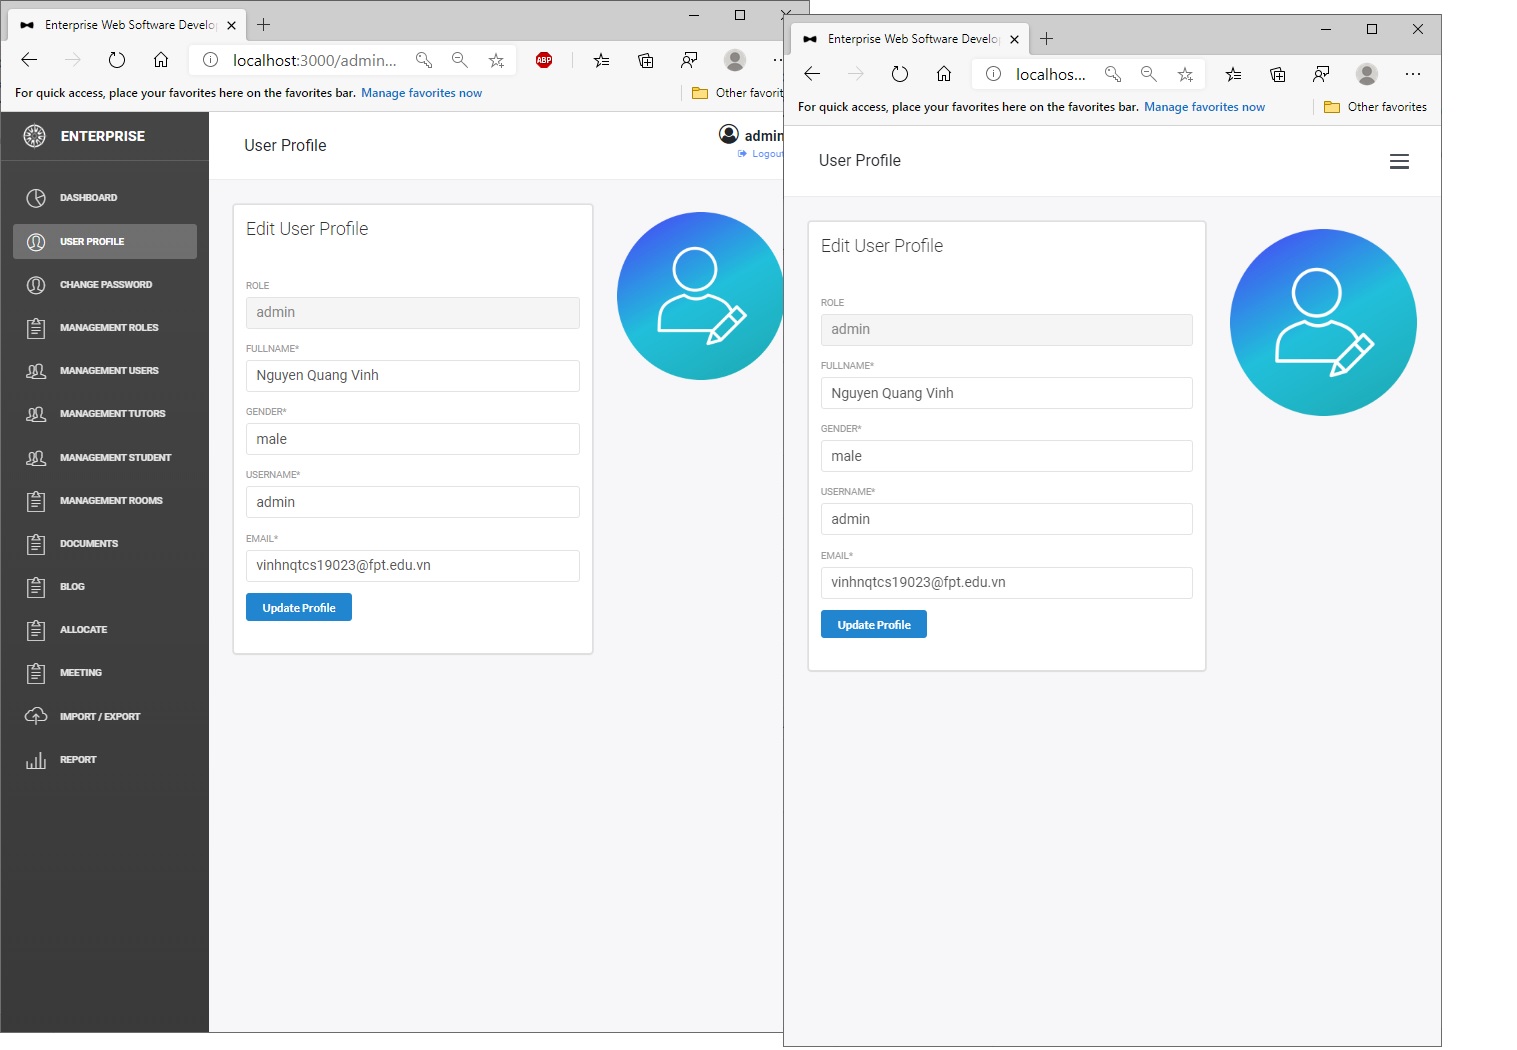 Enterprise Web Software Develo
localhost:3000/admin...
ABP
For quick access, place your favorites here on the favorites bar. Manage favorites now
Other favorit
ENTERPRISE
User Profile
admin
Logout
DASHBOARD
USER PROFILE
CHANGE PASSWORD
MANAGEMENT ROLES
MANAGEMENT USERS
MANAGEMENT TUTORS
MANAGEMENT STUDENT
MANAGEMENT ROOMS
DOCUMENTS
BLOG
ALLOCATE
MEETING
IMPORT / EXPORT
REPORT
Edit User Profile
ROLE
admin
FULLNAME*
Nguyen Quang Vinh
GENDER*
male
USERNAME*
admin
EMAIL*
vinhnqtcs19023@fpt.edu.vn
Update Profile
Enterprise Web Software Develo
localhos...
For quick access, place your favorites here on the favorites bar. Manage favorites now
Other favorites
User Profile
Edit User Profile
ROLE
admin
FULLNAME*
Nguyen Quang Vinh
GENDER*
male
USERNAME*
admin
EMAIL*
vinhnqtcs19023@fpt.edu.vn
Update Profile